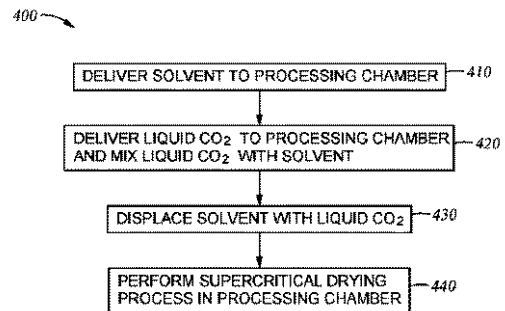 400
DELIVER SOLVENT TO PROCESSING CHAMBER
410
DELIVER LIQUID CO₂ TO PROCESSING CHAMBER
AND MIX LIQUID CO₂ WITH SOLVENT
420
DISPLACE SOLVENT WITH LIQUID CO₂
430
PERFORM SUPERCRITICAL DRYING
PROCESS IN PROCESSING CHAMBER
440